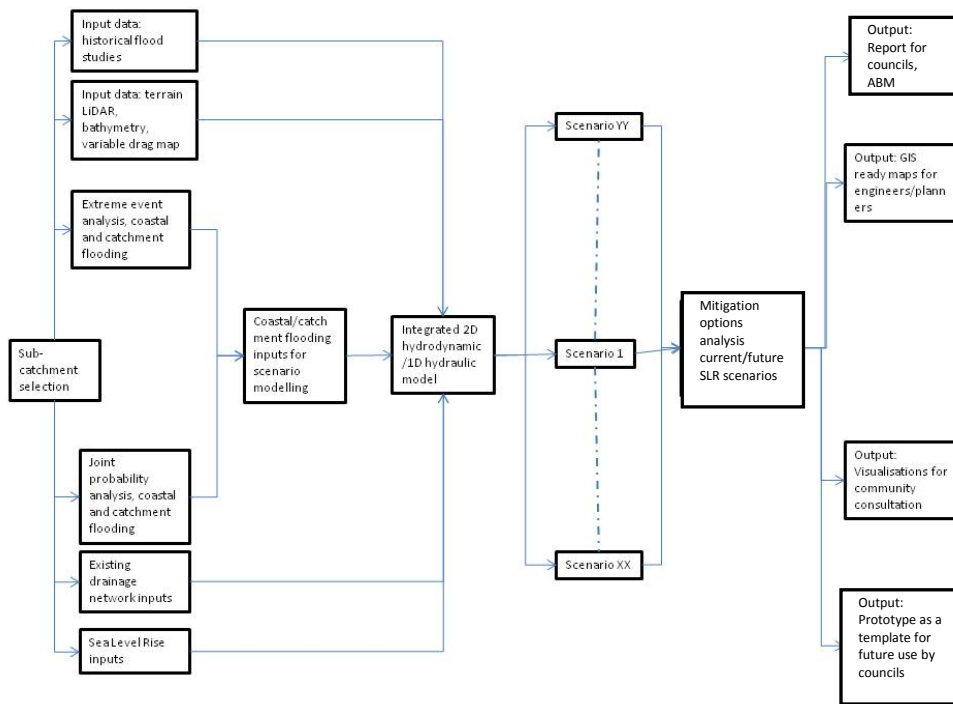 Input data:
historical flood
studies
Input data: terrain
LiDAR,
bathymetry,
variable drag map
Extreme event
analysis, coastal
and catchment
flooding
Sub-
catchment
selection
Joint
probability
analysis, coastal
and catchment
flooding
Existing
drainage
network inputs
Sea Level Rise
inputs
Coastal/catch
ment flooding
inputs for
scenario
modelling
Integrated 2D
hydrodynamic
/1D hydraulic
model
Scenario YY
Scenario 1
Scenario XX
Mitigation
options
analysis
current/future
SLR scenarios
Output:
Report for
councils,
ABM
Output: GIS
ready maps for
engineers/plann
ers
Output:
Visualisations for
community
consultation
Output:
Prototype as a
template for
future use by
councils